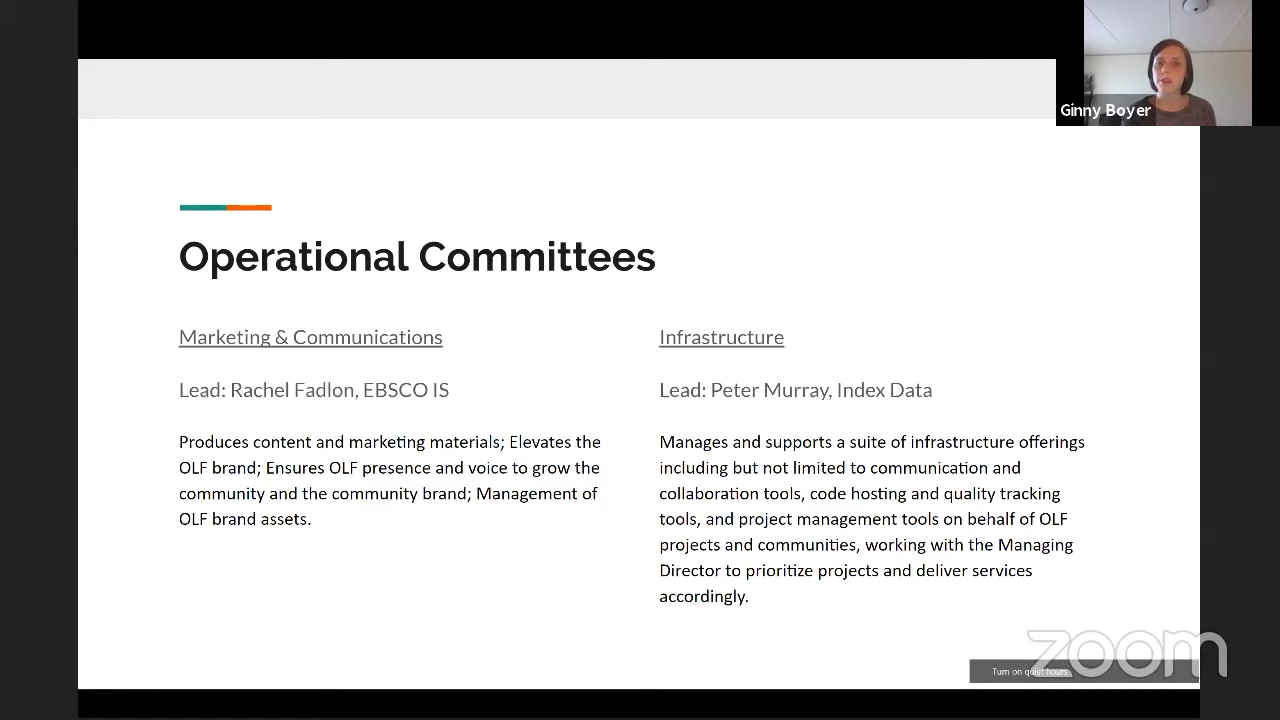 Ginny Boyer
Operational Committees
Marketing & Communications
Lead: Rachel Fadlon, EBSCO IS
Produces content and marketing materials; Elevates the
OLF brand; Ensures OLF presence and voice to grow the
community and the community brand; Management of
OLF brand assets.
Infrastructure
Lead: Peter Murray, Index Data
Manages and supports a suite of infrastructure offerings
including but not limited to communication and
collaboration tools, code hosting and quality tracking
tools, and project management tools on behalf of OLF
projects and communities, working with the Managing
Director to prioritize projects and deliver services
accordingly.
zoom
Turn on quiet hours